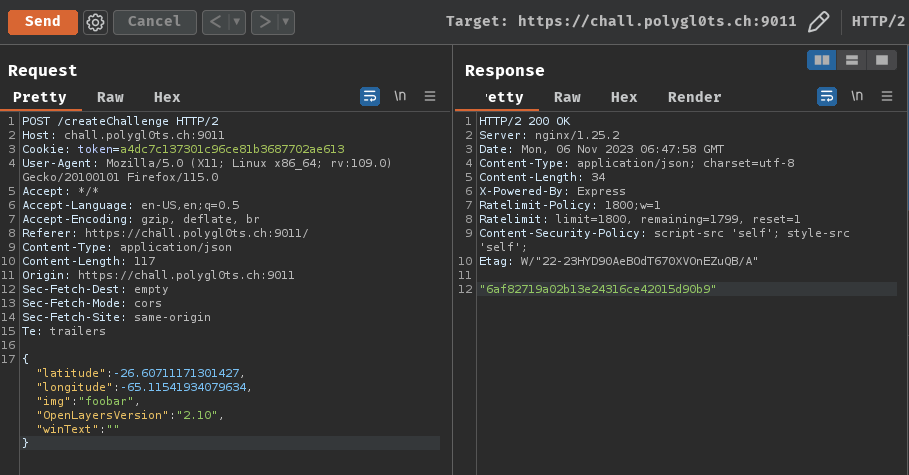 Send Cancel < > Target: https://chall.polygl0ts.ch:9011 HTTP/2
Request
Pretty Raw Hex \n
1 POST /createChallenge HTTP/2
2 Host: chall.polygl0ts.ch:9011
3 Cookie: token=a4dc7c137301c96ce81b3687702ae613
4 User-Agent: Mozilla/5.0 (X11; Linux x86_64; rv:109.0)
Gecko/20100101 Firefox/115.0
5 Accept: */*
6 Accept-Language: en-US,en;q=0.5
7 Accept-Encoding: gzip, deflate, br
8 Referer: https://chall.polygl0ts.ch:9011/
9 Content-Type: application/json
10 Content-Length: 117
11 Origin: https://chall.polygl0ts.ch:9011
12 Sec-Fetch-Dest: empty
13 Sec-Fetch-Mode: cors
14 Sec-Fetch-Site: same-origin
15 Te: trailers
16
17 {
"latitude":-26.60711171301427,
"longitude":-65.11541934079634,
"img":"foobar",
"OpenLayersVersion":"2.10",
"winText":""
}
Response
etty Raw Hex Render \n
1 HTTP/2 200 OK
2 Server: nginx/1.25.2
3 Date: Mon, 06 Nov 2023 06:47:58 GMT
4 Content-Type: application/json; charset=utf-8
5 Content-Length: 34
6 X-Powered-By: Express
7 Ratelimit-Policy: 1800;w=1
8 Ratelimit: limit=1800, remaining=1799, reset=1
9 Content-Security-Policy: script-src 'self'; style-src
'self';
10 Etag: W/"22-23HYD90AeBOdT670XVOnEZuQB/A"
11
12 "6af82719a02b13e24316ce42015d90b9"